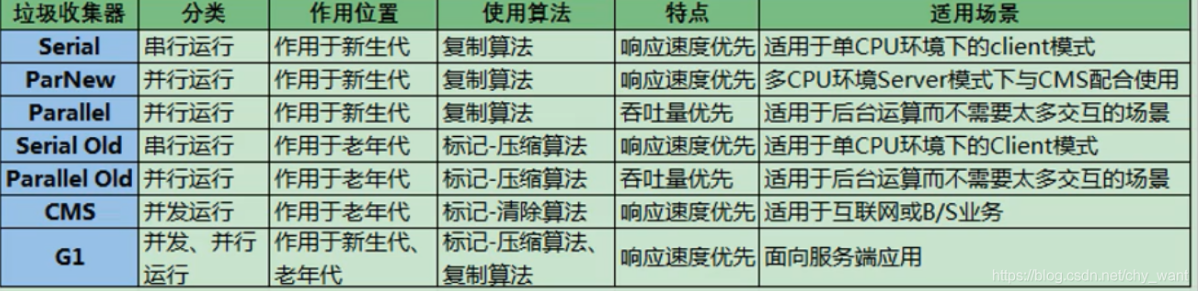 垃圾收集器 分类 作用位置 使用算法 特点 适用场景
Serial 串行运行 作用于新生代 复制算法 响应速度优先 适用于单CPU环境下的client模式
ParNew 并行运行 作用于新生代 复制算法 响应速度优先 多CPU环境Server模式下与CMS配合使用
Parallel 并行运行 作用于新生代 复制算法 吞吐量优先 适用于后台运算而不需要太多交互的场景
Serial Old 串行运行 作用于老年代 标记-压缩算法 响应速度优先 适用于单CPU环境下的Client模式
Parallel Old 并行运行 作用于老年代 标记-压缩算法 吞吐量优先 适用于后台运算而不需要太多交互的场景
CMS 并发运行 作用于老年代 标记-清除算法 响应速度优先 适用于互联网或B/S业务
G1 并发、并行 作用于新生代、 标记-压缩算法、 响应速度优先 面向服务端应用
运行 老年代 复制算法
https://blog.csdn.net/chy_want